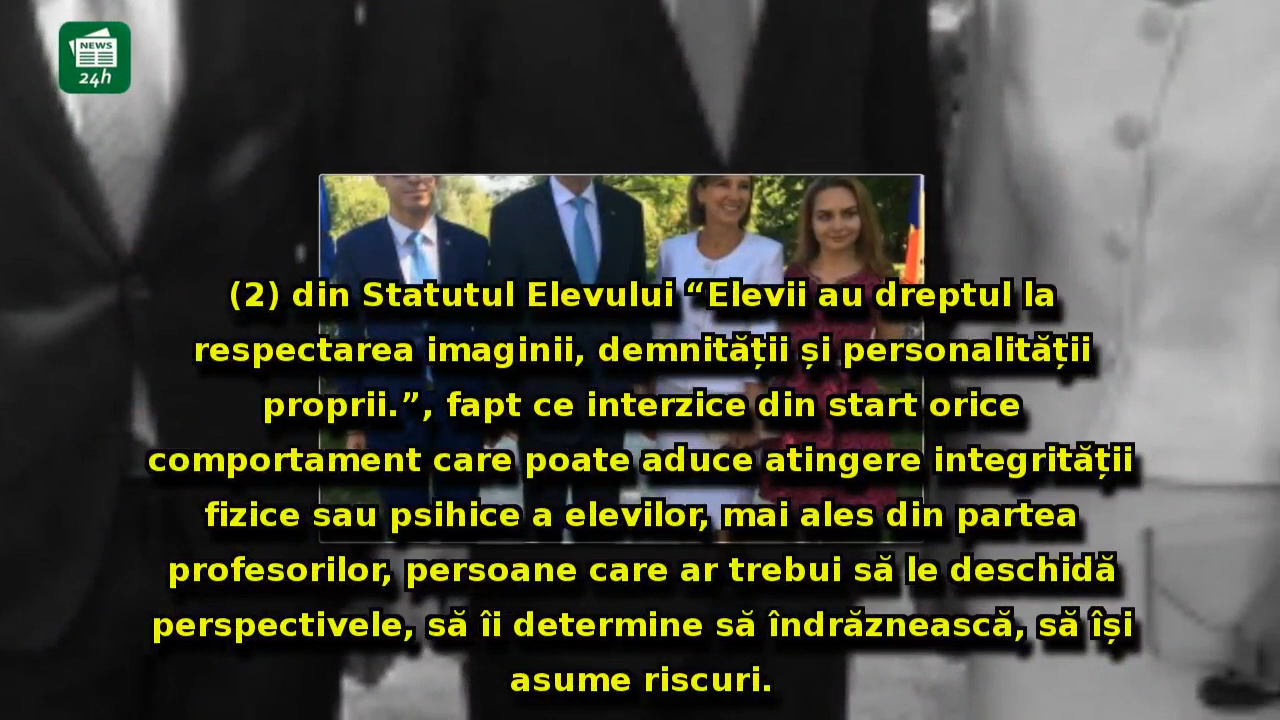 NEWS
24h
(2) din Statutul Elevului “Elevii au dreptul la
respectarea imaginii, demnității și personalității
proprii.”, fapt ce interzice din start orice
comportament care poate aduce atingere integrității
fizice sau psihice a elevilor, mai ales din partea
profesorilor, persoane care ar trebui să le deschidă
perspectivele, să îi determine să îndrăznească, să își
asume riscuri.